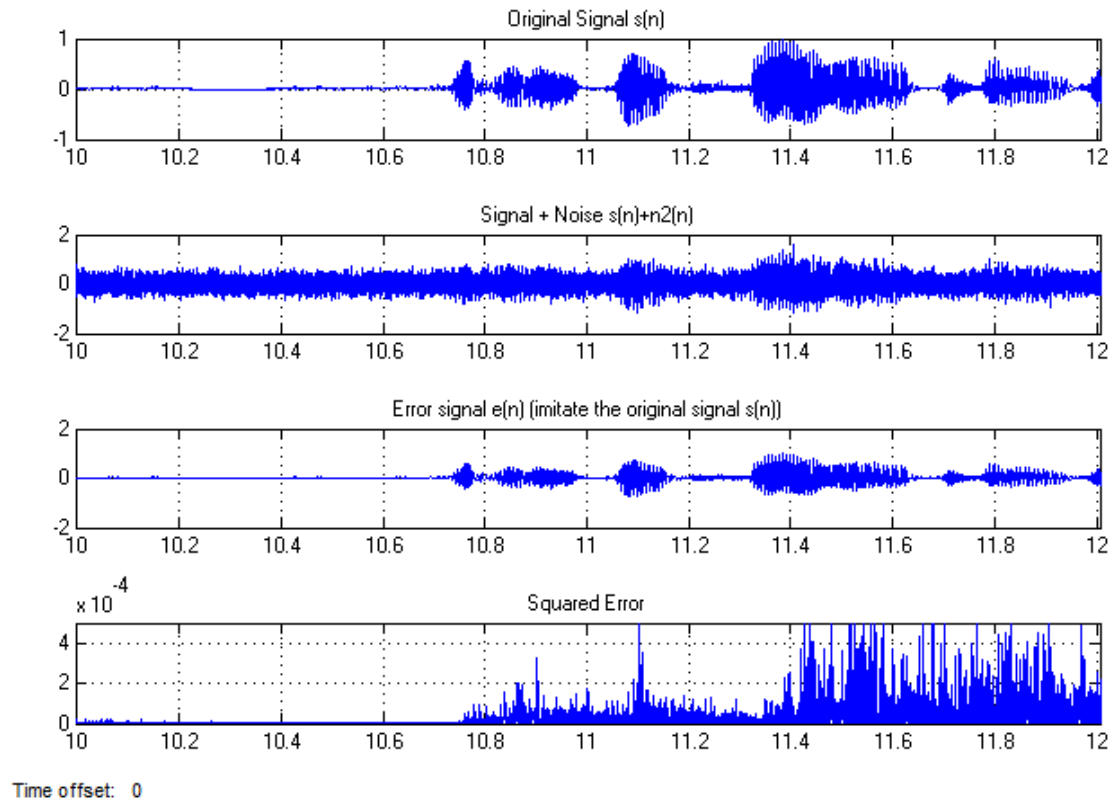 Original Signal s(n)
1
0
-1
10 10.2 10.4 10.6 10.8 11 11.2 11.4 11.6 11.8 12
Signal + Noise s(n)+n2(n)
2
0
-2
10 10.2 10.4 10.6 10.8 11 11.2 11.4 11.6 11.8 12
Error signal e(n) (imitate the original signal s(n))
2
0
-2
10 10.2 10.4 10.6 10.8 11 11.2 11.4 11.6 11.8 12
x 10^-4
Squared Error
4
2
0
10 10.2 10.4 10.6 10.8 11 11.2 11.4 11.6 11.8 12
Time offset: 0